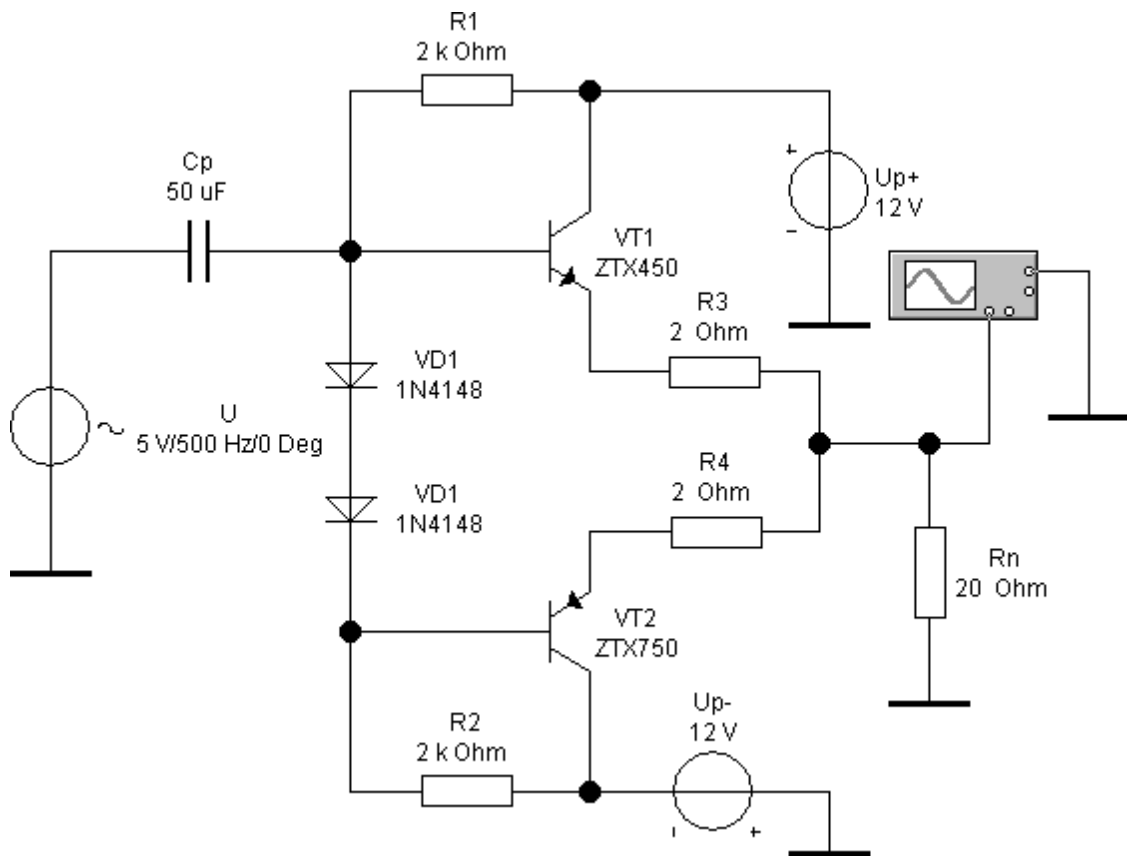 R1
2 k Ohm
Cp
50 uF
+
Up+
12 V
−
VT1
ZTX450
R3
2 Ohm
VD1
1N4148
U
5 V/500 Hz/0 Deg
~
R4
2 Ohm
VD1
1N4148
Rn
20 Ohm
VT2
ZTX750
Up-
12 V
R2
2 k Ohm
- +